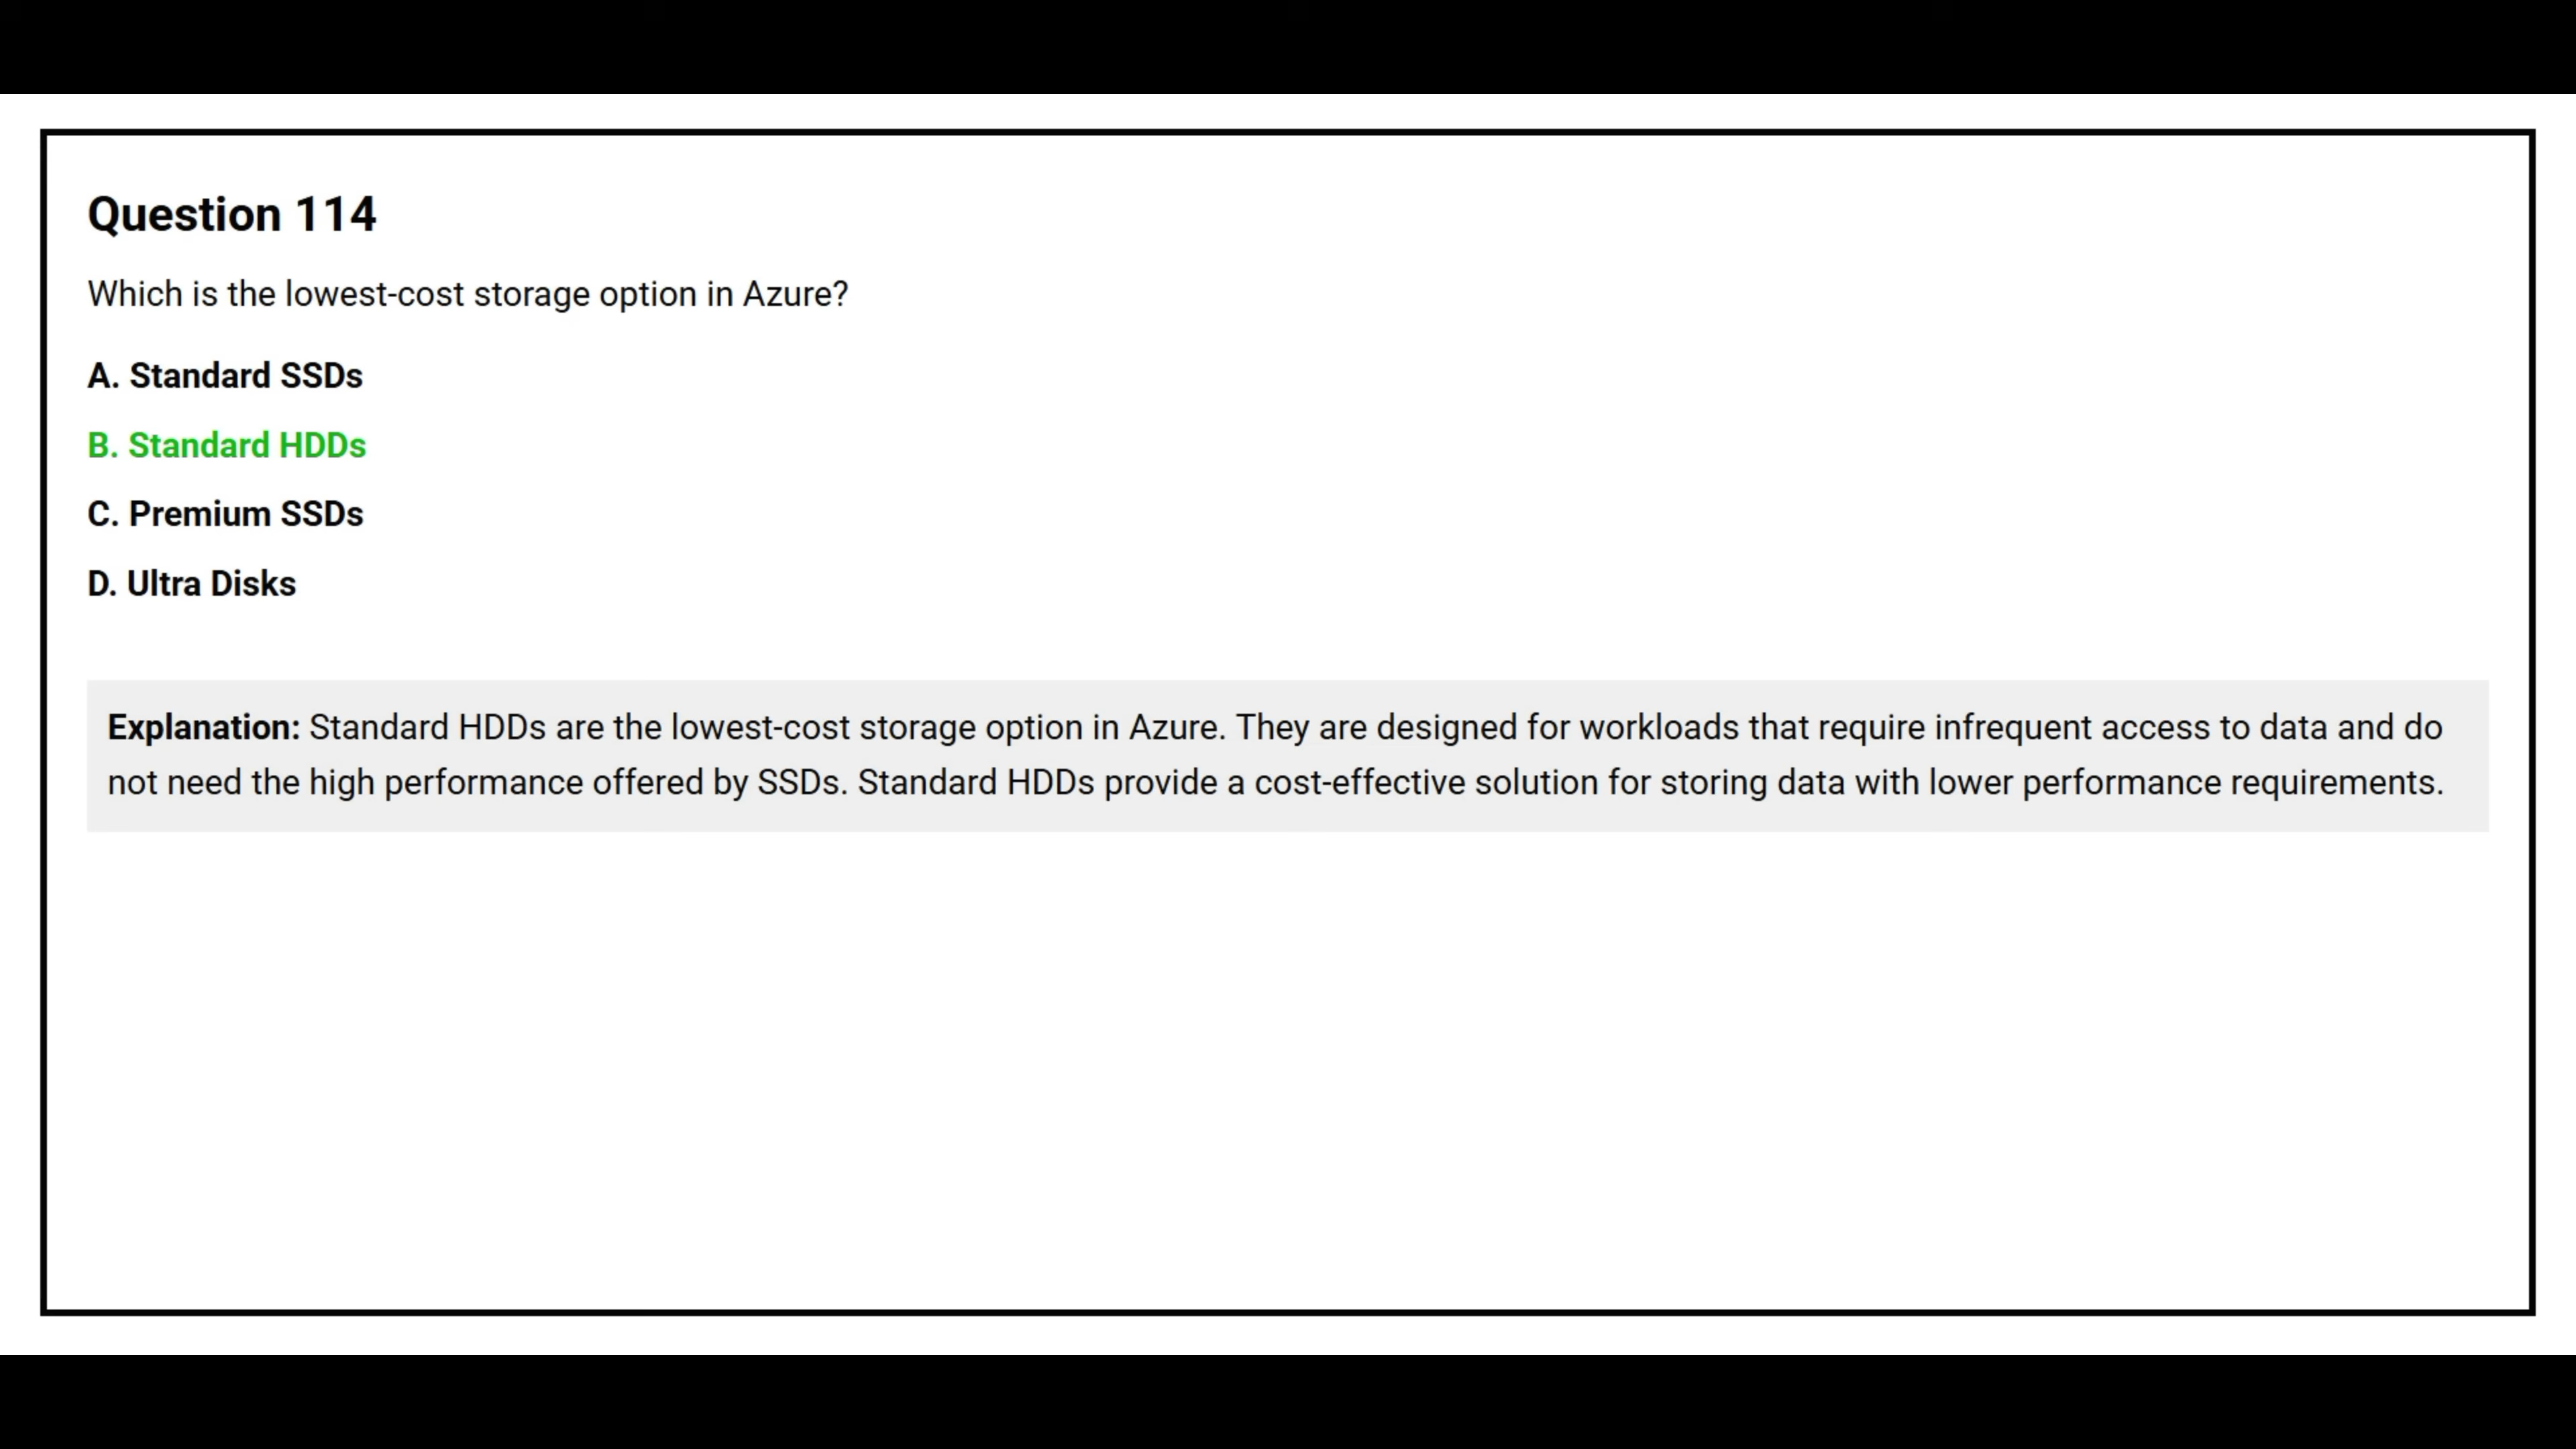 Question 114
Which is the lowest-cost storage option in Azure?
A. Standard SSDs
B. Standard HDDs
C. Premium SSDs
D. Ultra Disks
Explanation: Standard HDDs are the lowest-cost storage option in Azure. They are designed for workloads that require infrequent access to data and do
not need the high performance offered by SSDs. Standard HDDs provide a cost-effective solution for storing data with lower performance requirements.